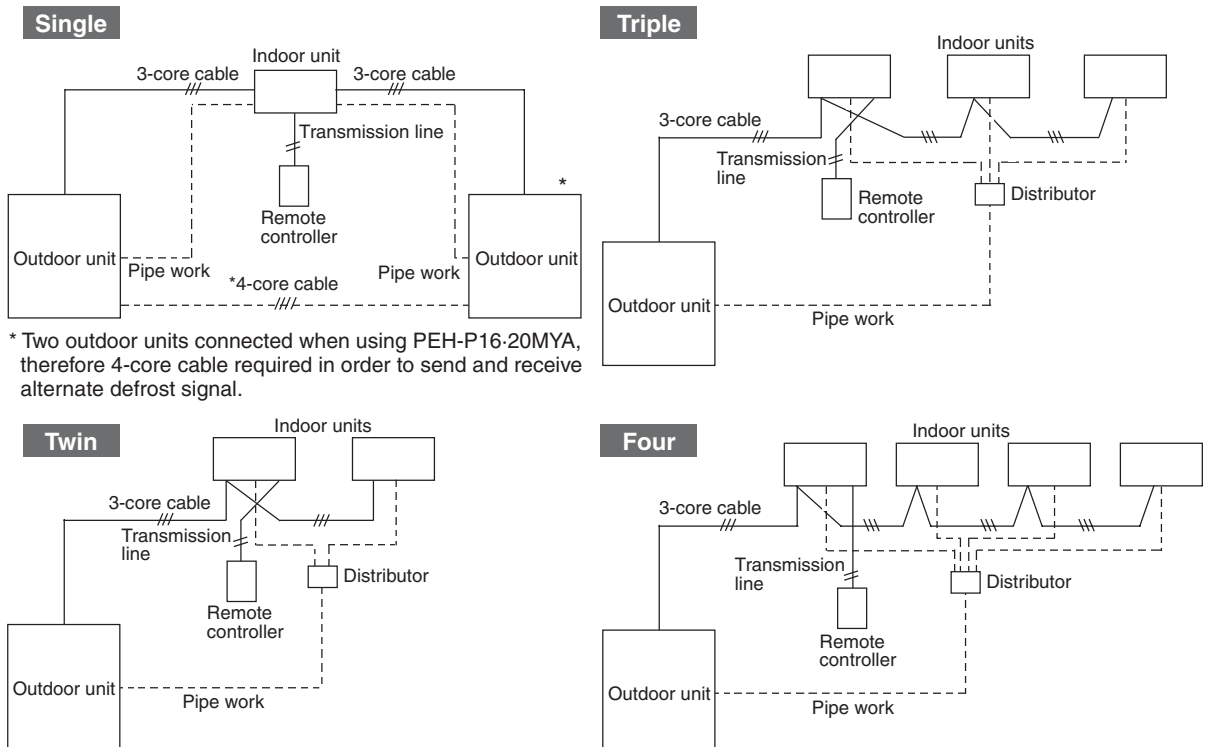 Single
Indoor unit
3-core cable
3-core cable
Transmission line
*
Remote
controller
Outdoor unit
Outdoor unit
Pipe work
Pipe work
*4-core cable
* Two outdoor units connected when using PEH-P16·20MYA,
therefore 4-core cable required in order to send and receive
alternate defrost signal.
Triple
Indoor units
3-core cable
Transmission
line
Remote
controller
Distributor
Outdoor unit
Pipe work
Twin
Indoor units
3-core cable
Transmission
line
Distributor
Remote
controller
Outdoor unit
Pipe work
Four
Indoor units
3-core cable
Transmission
line
Distributor
Remote
controller
Outdoor unit
Pipe work